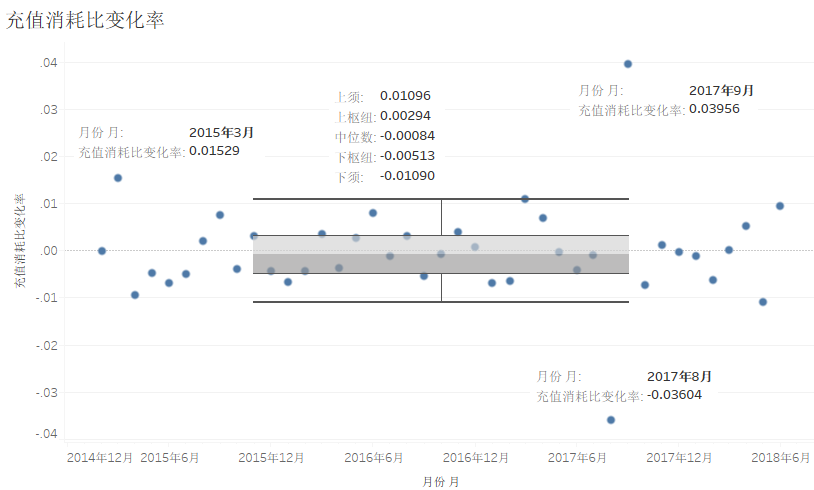 充值消耗比变化率
.04
.03
.02
.01
.00
-.01
-.02
-.03
-.04
充值消耗比变化率
月份 月: 2015年3月
充值消耗比变化率: 0.01529
上须: 0.01096
上枢纽: 0.00294
中位数: -0.00084
下枢纽: -0.00513
下须: -0.01090
月份 月: 2017年9月
充值消耗比变化率: 0.03956
月份 月: 2017年8月
充值消耗比变化率: -0.03604
2014年12月 2015年6月 2015年12月 2016年6月 2016年12月 2017年6月 2017年12月 2018年6月
月份 月